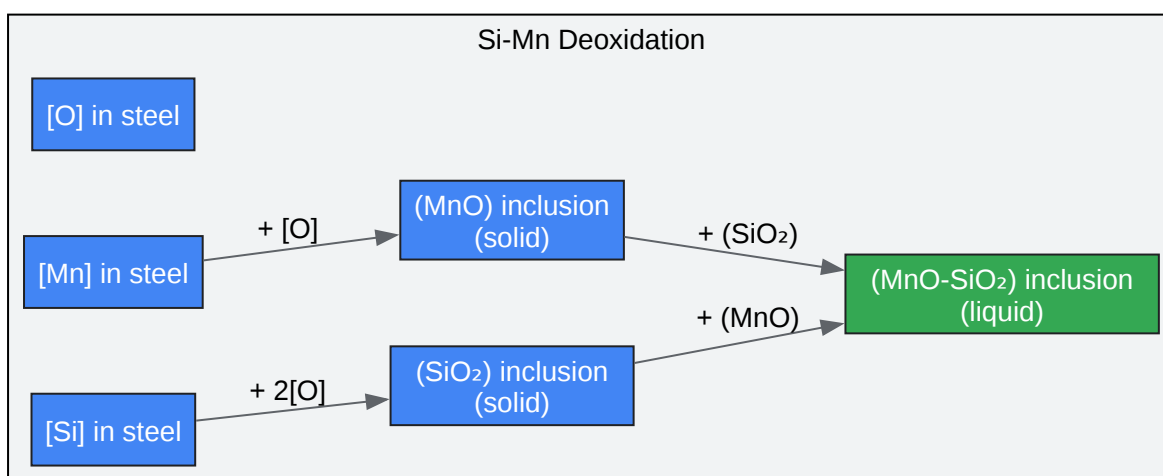 Si-Mn Deoxidation
[O] in steel
[Mn] in steel
+ [O]
(MnO) inclusion
(solid)
+ (SiO₂)
(MnO-SiO₂) inclusion
(liquid)
[Si] in steel
+ 2[O]
(SiO₂) inclusion
(solid)
+ (MnO)